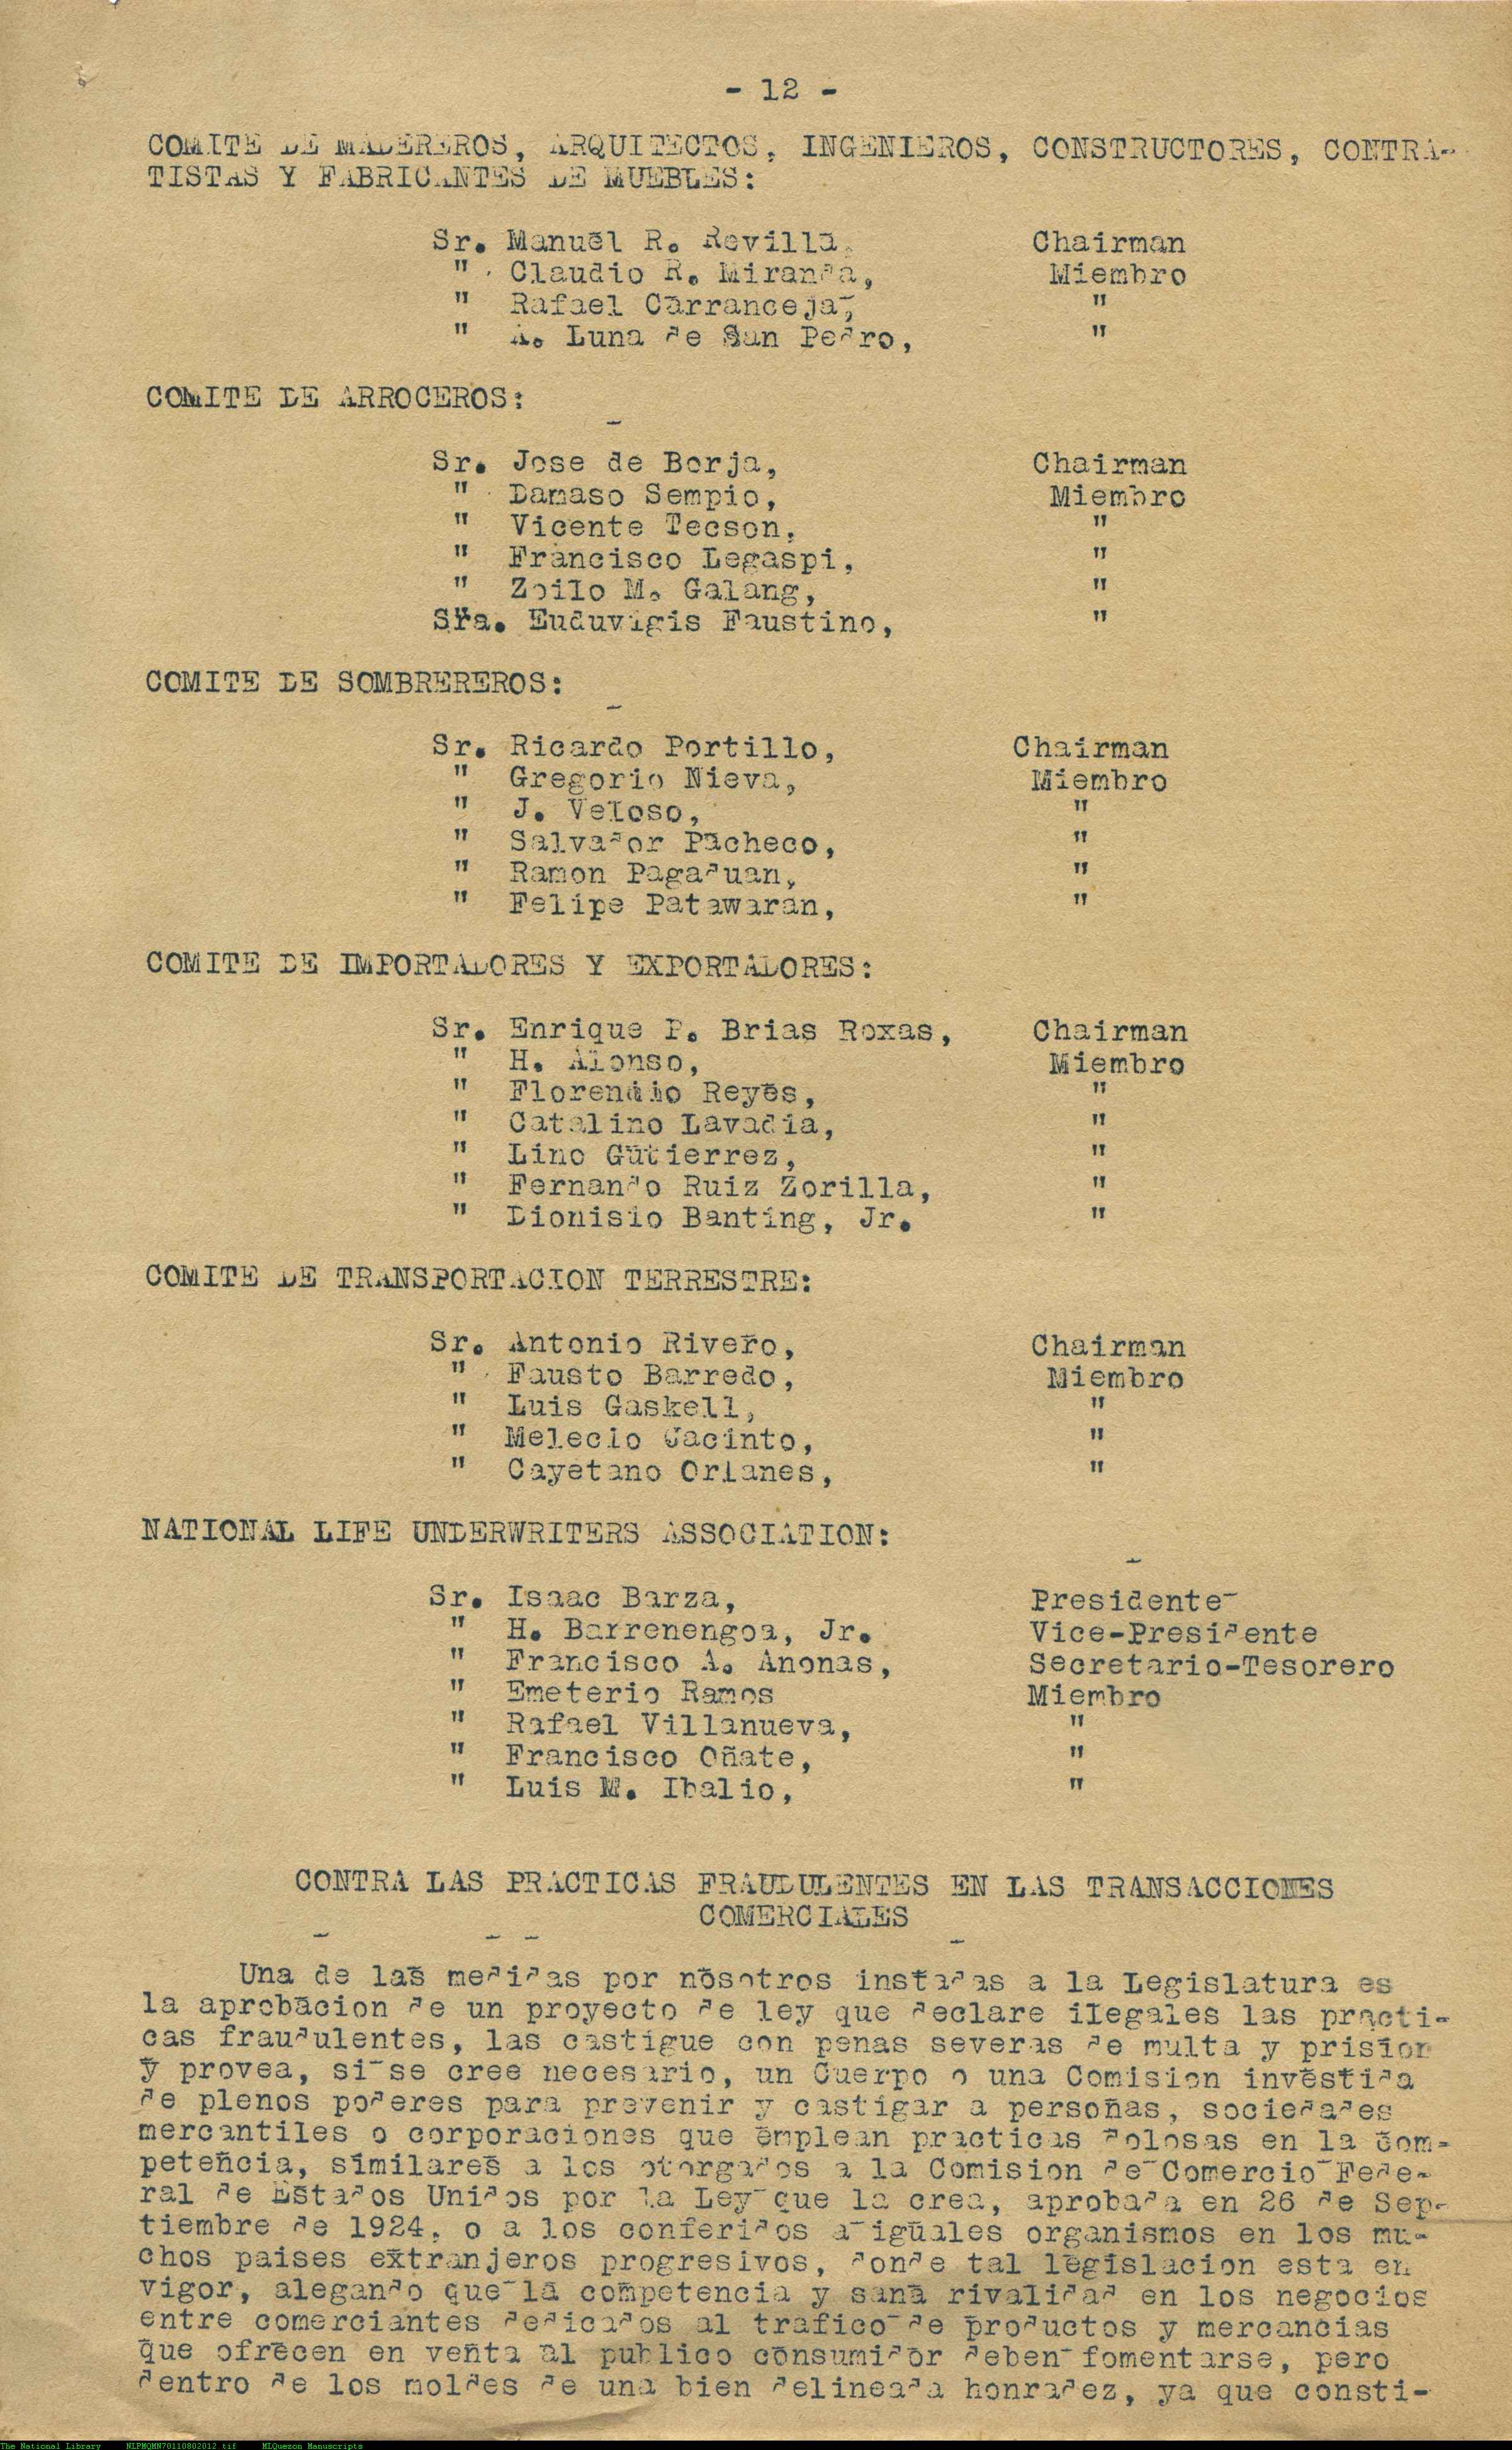 - 12 -
COMITE DE MADEREROS, ARQUITECTOS, INGENIEROS, CONSTRUCTORES, CONTRA-
TISTAS Y FABRICANTES DE MUEBLES:
Sr. Manuel R. Revilla, Chairman
" Claudio R. Miranda, Miembro
" Rafael Carranceja, "
" A. Luna de San Pedro, "
COMITE DE ARROCEROS:
Sr. Jose de Borja, Chairman
" Damaso Sempio, Miembro
" Vicente Tecson, "
" Francisco Legaspi, "
" Zoilo M. Galang, "
Sra. Euduvigis Faustino, "
COMITE DE SOMBREREROS:
Sr. Ricardo Portillo, Chairman
" Gregorio Nieva, Miembro
" J. Veloso, "
" Salvador Pacheco, "
" Ramon Pagaduan, "
" Felipe Patawaran, "
COMITE DE IMPORTADORES Y EXPORTADORES:
Sr. Enrique P. Brias Roxas, Chairman
" H. Alonso, Miembro
" Florencio Reyes, "
" Catalino Lavadia, "
" Lino Gutierrez, "
" Fernando Ruiz Zorilla, "
" Dionisio Banting, Jr. "
COMITE DE TRANSPORTACION TERRESTRE:
Sr. Antonio Rivero, Chairman
" Fausto Barredo, Miembro
" Luis Gaskell, "
" Melecio Jacinto, "
" Cayetano Orlanes, "
NATIONAL LIFE UNDERWRITERS ASSOCIATION:
Sr. Isaac Barza, Presidente
" H. Barrenengoa, Jr. Vice-Presidente
" Francisco A. Anonas, Secretario-Tesorero
" Emeterio Ramos Miembro
" Rafael Villanueva, "
" Francisco Oñate, "
" Luis M. Ibalio, "
CONTRA LAS PRACTICAS FRAUDULENTES EN LAS TRANSACCIONES
COMERCIALES
Una de las medidas por nosotros instadas a la Legislatura es
la aprobacion de un proyecto de ley que declare ilegales las practi-
cas fraudulentes, las castigue con penas severas de multa y prision
y provea, si se cree necesario, un Cuerpo o una Comision investida
de plenos poderes para prevenir y castigar a personas, sociedades
mercantiles o corporaciones que emplean practicas dolosas en la com-
petencia, similares a los otorgados a la Comision de Comercio Fede-
ral de Estados Unidos por la Ley que la crea, aprobada en 26 de Sep-
tiembre de 1924, o a los conferidos a iguales organismos en los mu-
chos paises extranjeros progresivos, donde tal legislacion esta en
vigor, alegando que la competencia y sana rivalidad en los negocios
entre comerciantes dedicados al trafico de productos y mercancias
que ofrecen en venta al publico consumidor deben fomentarse, pero
dentro de los moldes de una bien delineada honradez, ya que consti-
The National Library NLPMQMN70110802012.tif MLQuezon Manuscripts